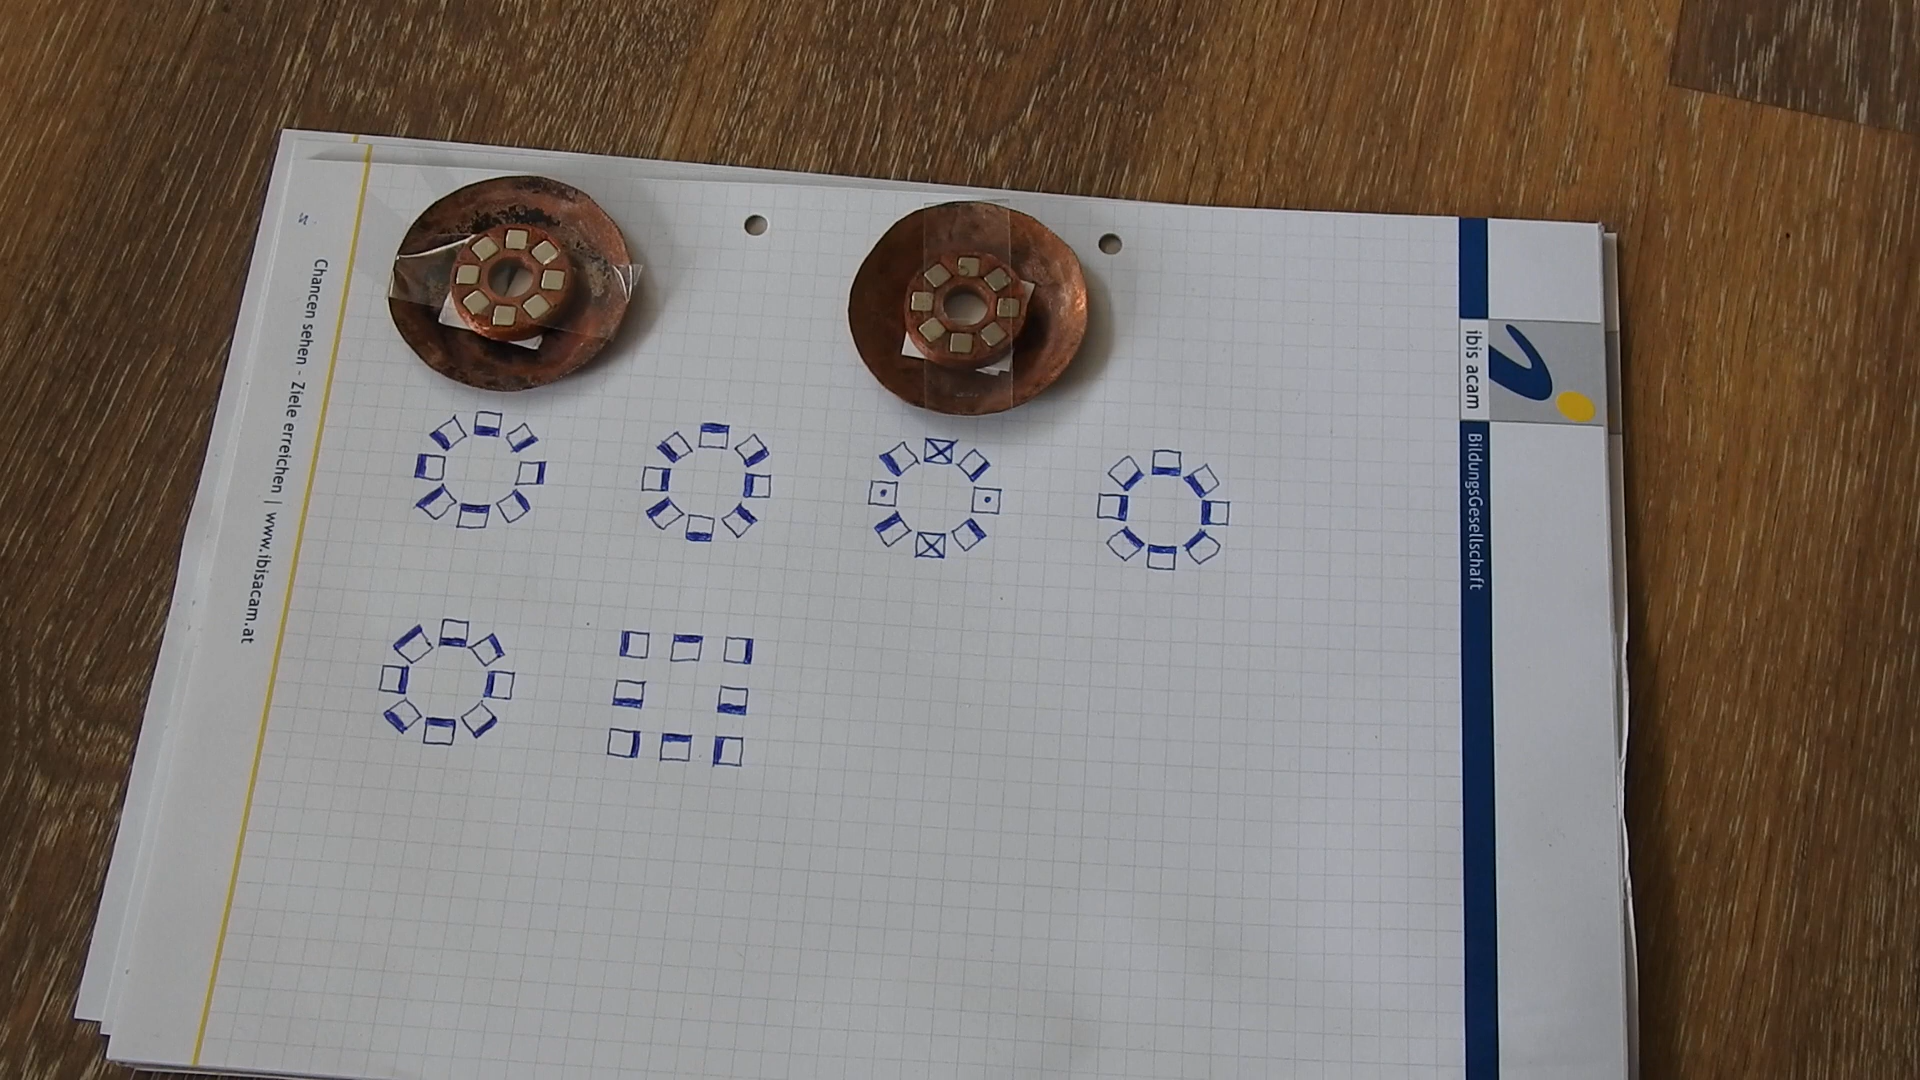 Chancen sehen - Ziele erreichen | www.ibisacam.at
ibis acam
BildungsGesellschaft